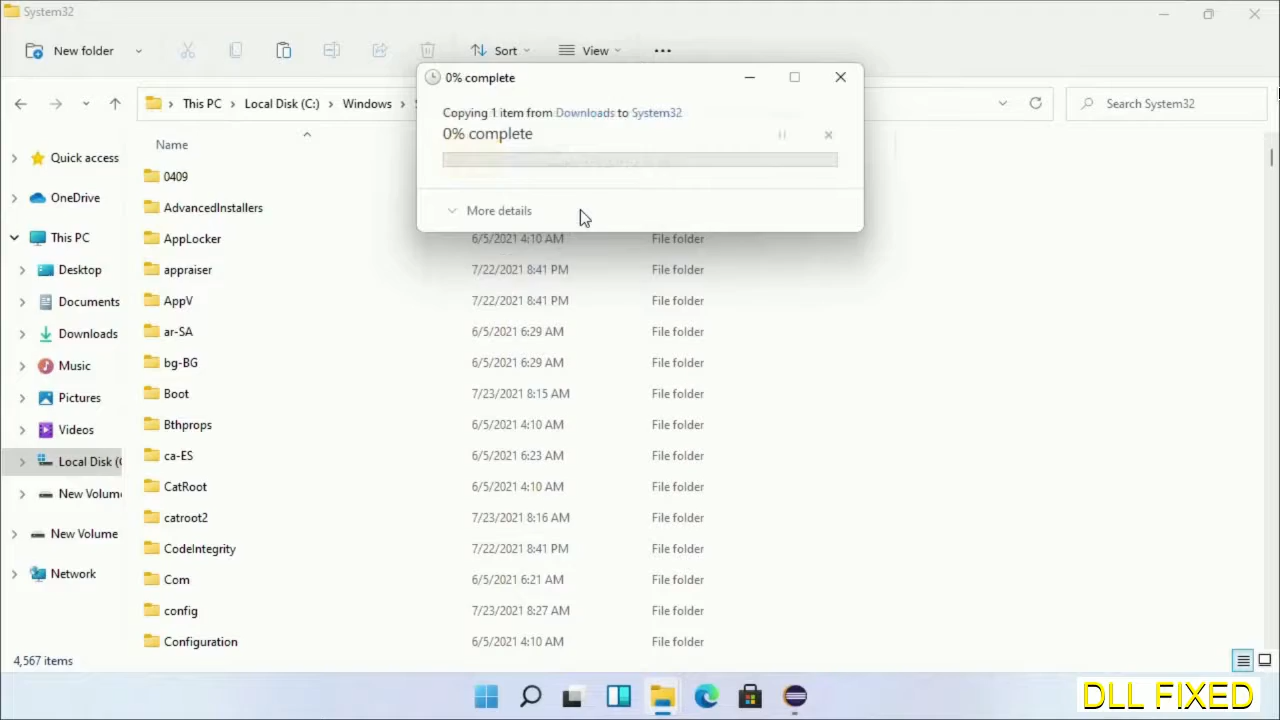 System32
New folder
Sort
View
This PC
Local Disk (C:)
Windows
Search System32
0% complete
Copying 1 item from Downloads to System32
0% complete
More details
Name
Quick access
OneDrive
This PC
Desktop
Documents
Downloads
Music
Pictures
Videos
Local Disk (
New Volum
New Volume
Network
0409
AdvancedInstallers
AppLocker 6/5/2021 4:10 AM File folder
appraiser 7/22/2021 8:41 PM File folder
AppV 7/22/2021 8:41 PM File folder
ar-SA 6/5/2021 6:29 AM File folder
bg-BG 6/5/2021 6:29 AM File folder
Boot 7/23/2021 8:15 AM File folder
Bthprops 6/5/2021 4:10 AM File folder
ca-ES 6/5/2021 6:23 AM File folder
CatRoot 6/5/2021 4:10 AM File folder
catroot2 7/23/2021 8:16 AM File folder
CodeIntegrity 7/22/2021 8:41 PM File folder
Com 6/5/2021 6:21 AM File folder
config 7/23/2021 8:27 AM File folder
Configuration 6/5/2021 4:10 AM File folder
4,567 items
DLL FIXED